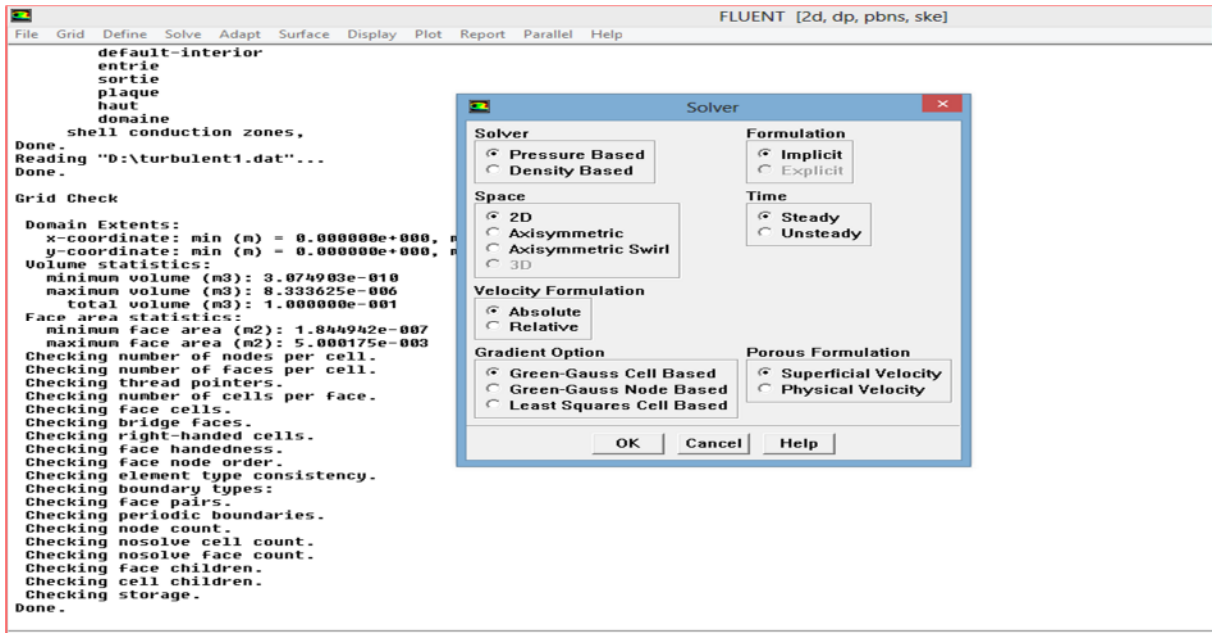 FLUENT [2d, dp, pbns, ske]
File Grid Define Solve Adapt Surface Display Plot Report Parallel Help
default-interior
entrie
sortie
plaque
haut
domaine
shell conduction zones,
Done.
Reading "D:\turbulent1.dat"...
Done.
Grid Check
Domain Extents:
x-coordinate: min (m) = 0.000000e+000,
y-coordinate: min (m) = 0.000000e+000,
Volume statistics:
minimum volume (m3): 3.074903e-010
maximum volume (m3): 8.333625e-006
total volume (m3): 1.000000e-001
Face area statistics:
minimum face area (m2): 1.844942e-007
maximum face area (m2): 5.000175e-003
Checking number of nodes per cell.
Checking number of faces per cell.
Checking thread pointers.
Checking number of cells per face.
Checking face cells.
Checking bridge faces.
Checking right-handed cells.
Checking face handedness.
Checking face node order.
Checking element type consistency.
Checking boundary types:
Checking face pairs.
Checking periodic boundaries.
Checking node count.
Checking nosolve cell count.
Checking nosolve face count.
Checking face children.
Checking cell children.
Checking storage.
Done.
Solver
Solver
Pressure Based
Density Based
Formulation
Implicit
Explicit
Space
2D
Axisymmetric
Axisymmetric Swirl
3D
Time
Steady
Unsteady
Velocity Formulation
Absolute
Relative
Gradient Option
Green-Gauss Cell Based
Green-Gauss Node Based
Least Squares Cell Based
Porous Formulation
Superficial Velocity
Physical Velocity
OK Cancel Help